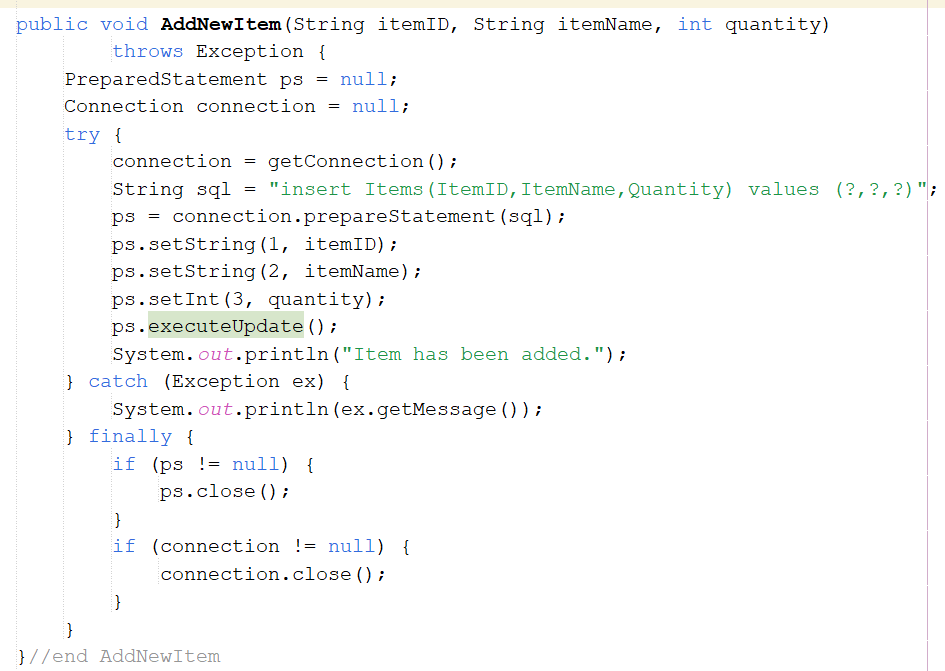 public void AddNewItem(String itemID, String itemName, int quantity)
        throws Exception {
    PreparedStatement ps = null;
    Connection connection = null;
    try {
        connection = getConnection();
        String sql = "insert Items(ItemID,ItemName,Quantity) values (?,?,?)";
        ps = connection.prepareStatement(sql);
        ps.setString(1, itemID);
        ps.setString(2, itemName);
        ps.setInt(3, quantity);
        ps.executeUpdate();
        System.out.println("Item has been added.");
    } catch (Exception ex) {
        System.out.println(ex.getMessage());
    } finally {
        if (ps != null) {
            ps.close();
        }
        if (connection != null) {
            connection.close();
        }
    }
}//end AddNewItem